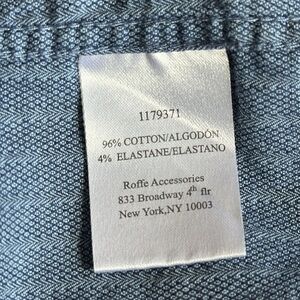 1179371
96% COTTON/ALGODÓN
4% ELASTANE/ELASTANO
Roffe Accessories
833 Broadway 4th flr
New York,NY 10003